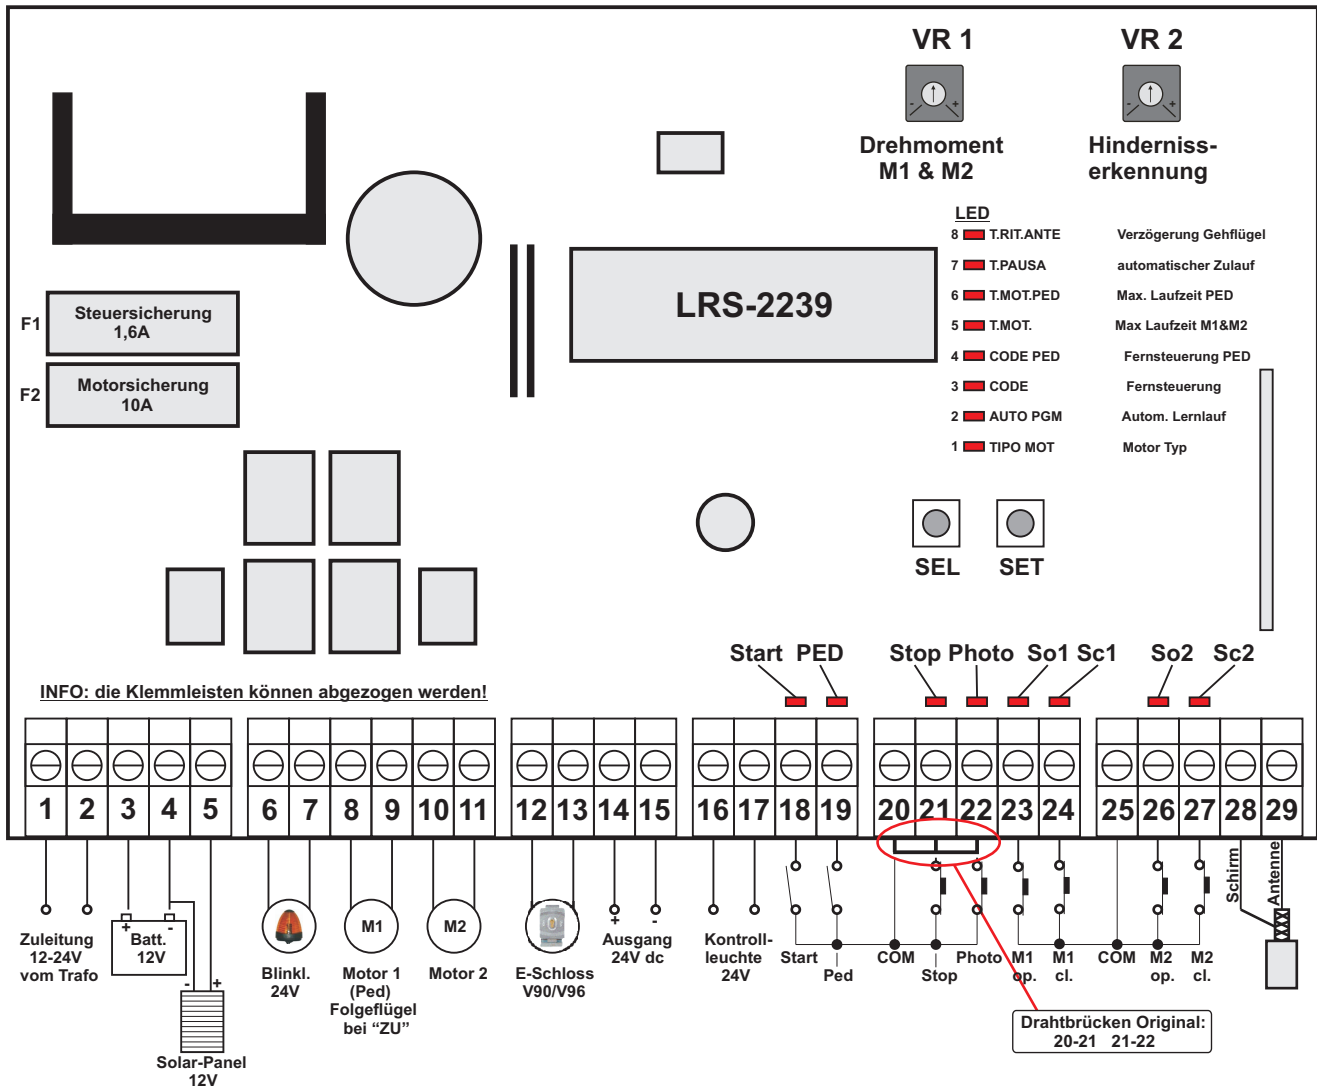 VR 1
VR 2
- +
- +
Drehmoment
M1 & M2
Hinderniss-
erkennung
LED
8 T.RIT.ANTE Verzögerung Gehflügel
7 T.PAUSA automatischer Zulauf
6 T.MOT.PED Max. Laufzeit PED
5 T.MOT. Max Laufzeit M1&M2
4 CODE PED Fernsteuerung PED
3 CODE Fernsteuerung
2 AUTO PGM Autom. Lernlauf
1 TIPO MOT Motor Typ
LRS-2239
F1
Steuersicherung
1,6A
F2
Motorsicherung
10A
SEL SET
Start PED Stop Photo So1 Sc1 So2 Sc2
INFO: die Klemmleisten können abgezogen werden!
1 2 3 4 5 6 7 8 9 10 11 12 13 14 15 16 17 18 19 20 21 22 23 24 25 26 27 28 29
Zuleitung
12-24V
vom Trafo
+ -
Batt.
12V
- +
Solar-Panel
12V
Blinkl.
24V
M1
Motor 1
(Ped)
Folgeflügel
bei “ZU”
M2
Motor 2
E-Schloss
V90/V96
+ -
Ausgang
24V dc
Kontroll-
leuchte
24V
Start
Ped
COM
Stop
Photo
M1
op.
M1
cl.
COM
M2
op.
M2
cl.
Schirm
Antenne
Drahtbrücken Original:
20-21 21-22